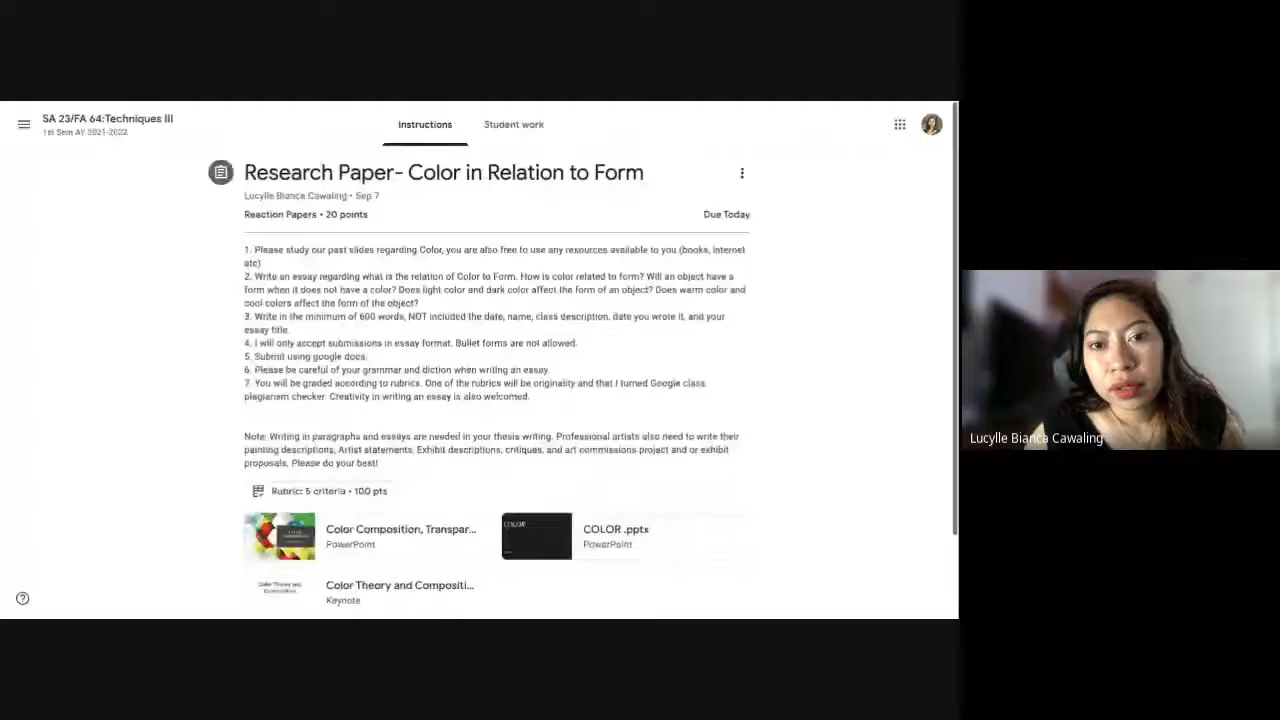 SA 23/FA 64:Techniques III
1st Sem AY 2021-2022
Instructions
Student work
Research Paper- Color in Relation to Form
Lucylle Bianca Cawaling • Sep 7
Reaction Papers • 20 points
Due Today
1. Please study our past slides regarding Color, you are also free to use any resources available to you (books, internet
etc)
2. Write an essay regarding what is the relation of Color to Form. How is color related to form? Will an object have a
form when it does not have a color? Does light color and dark color affect the form of an object? Does warm color and
cool colors affect the form of the object?
3. Write in the minimum of 600 words, NOT included the date, name, class description, date you wrote it, and your
essay title.
4. I will only accept submissions in essay format. Bullet forms are not allowed.
5. Submit using google docs.
6. Please be careful of your grammar and diction when writing an essay.
7. You will be graded according to rubrics. One of the rubrics will be originality and that I turned Google class
plagiarism checker. Creativity in writing an essay is also welcomed.
Note: Writing in paragraphs and essays are needed in your thesis writing. Professional artists also need to write their
painting descriptions, Artist statements, Exhibit descriptions, critiques, and art commissions project and or exhibit
proposals. Please do your best!
Rubric: 5 criteria • 100 pts
Color Composition, Transpar...
PowerPoint
COLOR
COLOR .pptx
PowerPoint
Color Theory and
Composition
Color Theory and Compositi...
Keynote
Lucylle Bianca Cawaling